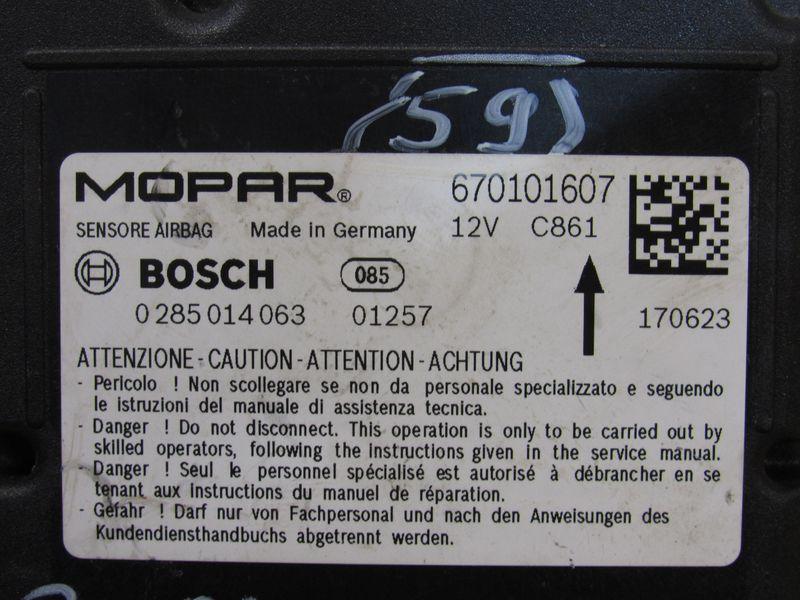 (59)
MOPAR® 670101607
SENSORE AIRBAG Made in Germany 12V C861
BOSCH 085
0 285 014 063 01257 170623
ATTENZIONE - CAUTION - ATTENTION - ACHTUNG
- Pericolo ! Non scollegare se non da personale specializzato e seguendo
le istruzioni del manuale di assistenza tecnica.
- Danger ! Do not disconnect. This operation is only to be carried out by
skilled operators, following the instructions given in the service manual.
- Danger ! Seul le personnel spécialisé est autorisé à débrancher en se
tenant aux instructions du manuel de réparation.
- Gefahr ! Darf nur von Fachpersonal und nach den Anweisungen des
Kundendiensthandbuchs abgetrennt werden.